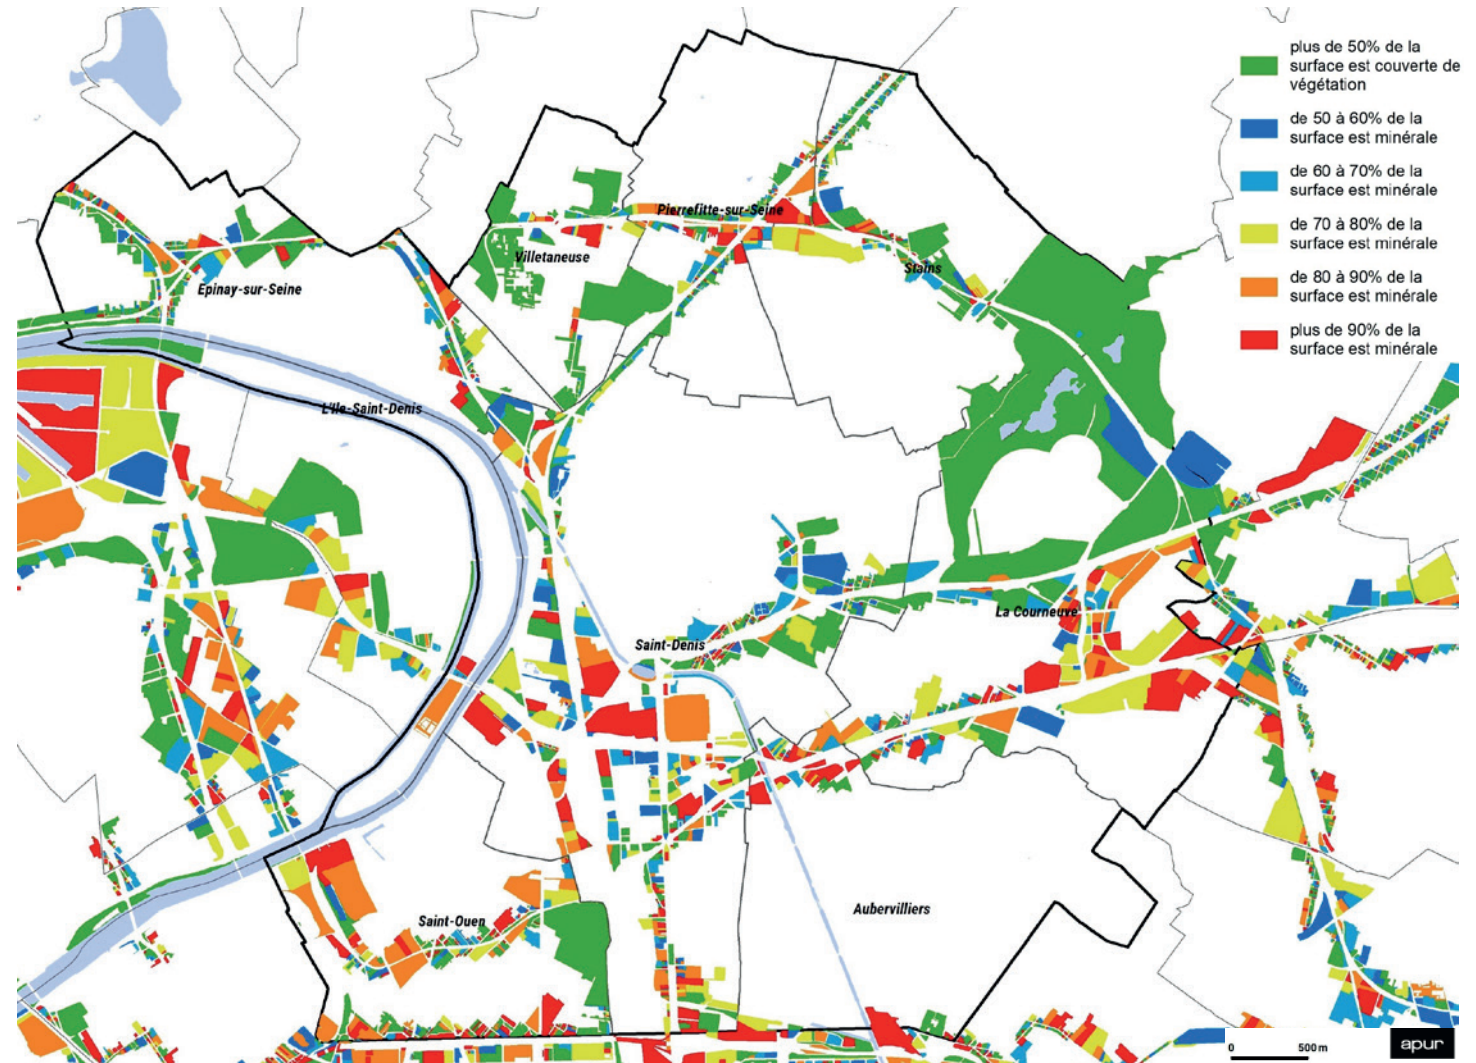 plus de 50% de la
surface est couverte de
végétation
de 50 à 60% de la
surface est minérale
de 60 à 70% de la
surface est minérale
de 70 à 80% de la
surface est minérale
de 80 à 90% de la
surface est minérale
plus de 90% de la
surface est minérale
Pierrefitte-sur-Seine
Villetaneuse
Stains
Epinay-sur-Seine
L'Ile-Saint-Denis
La Courneuve
Saint-Denis
Aubervilliers
Saint-Ouen
0 500 m
apur